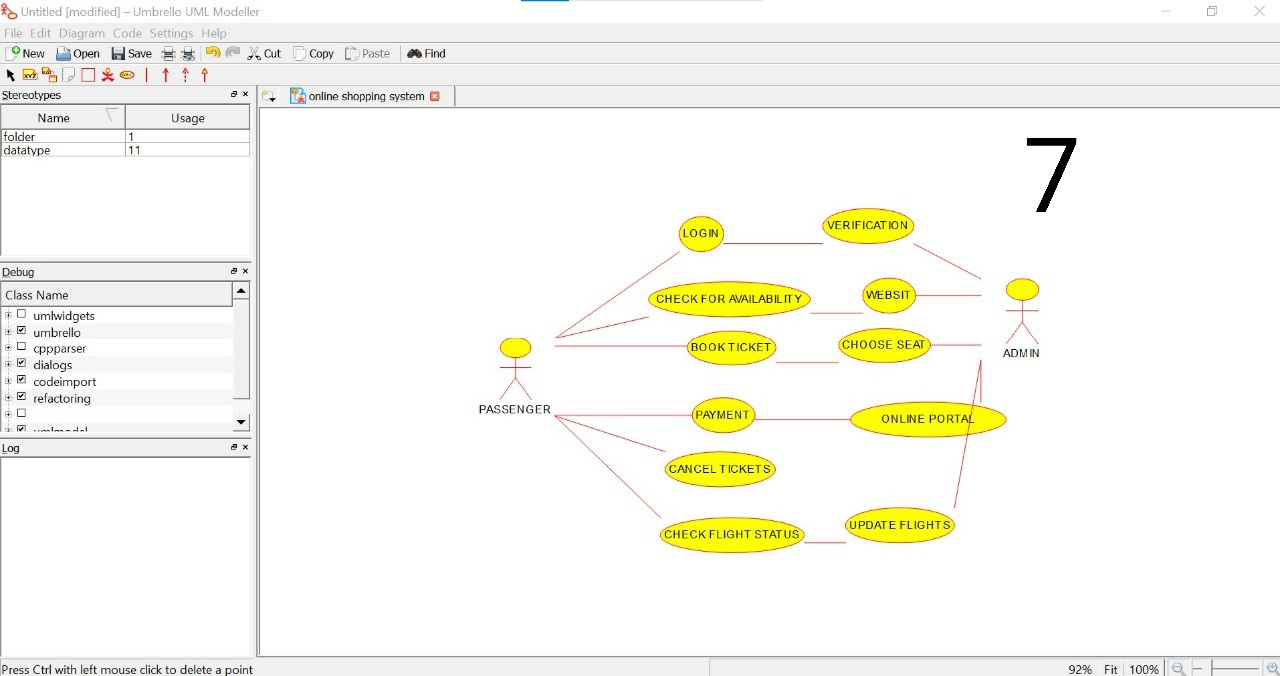 Untitled [modified] – Umbrello UML Modeller
File Edit Diagram Code Settings Help
New Open Save Cut Copy Paste Find
Stereotypes
Name Usage
folder 1
datatype 11
Debug
Class Name
umlwidgets
umbrello
cppparser
dialogs
codeimport
refactoring
Log
online shopping system
7
LOGIN
VERIFICATION
CHECK FOR AVAILABILITY
WEBSIT
BOOK TICKET
CHOOSE SEAT
ADMIN
PASSENGER
PAYMENT
ONLINE PORTAL
CANCEL TICKETS
CHECK FLIGHT STATUS
UPDATE FLIGHTS
Press Ctrl with left mouse click to delete a point
92% Fit 100%